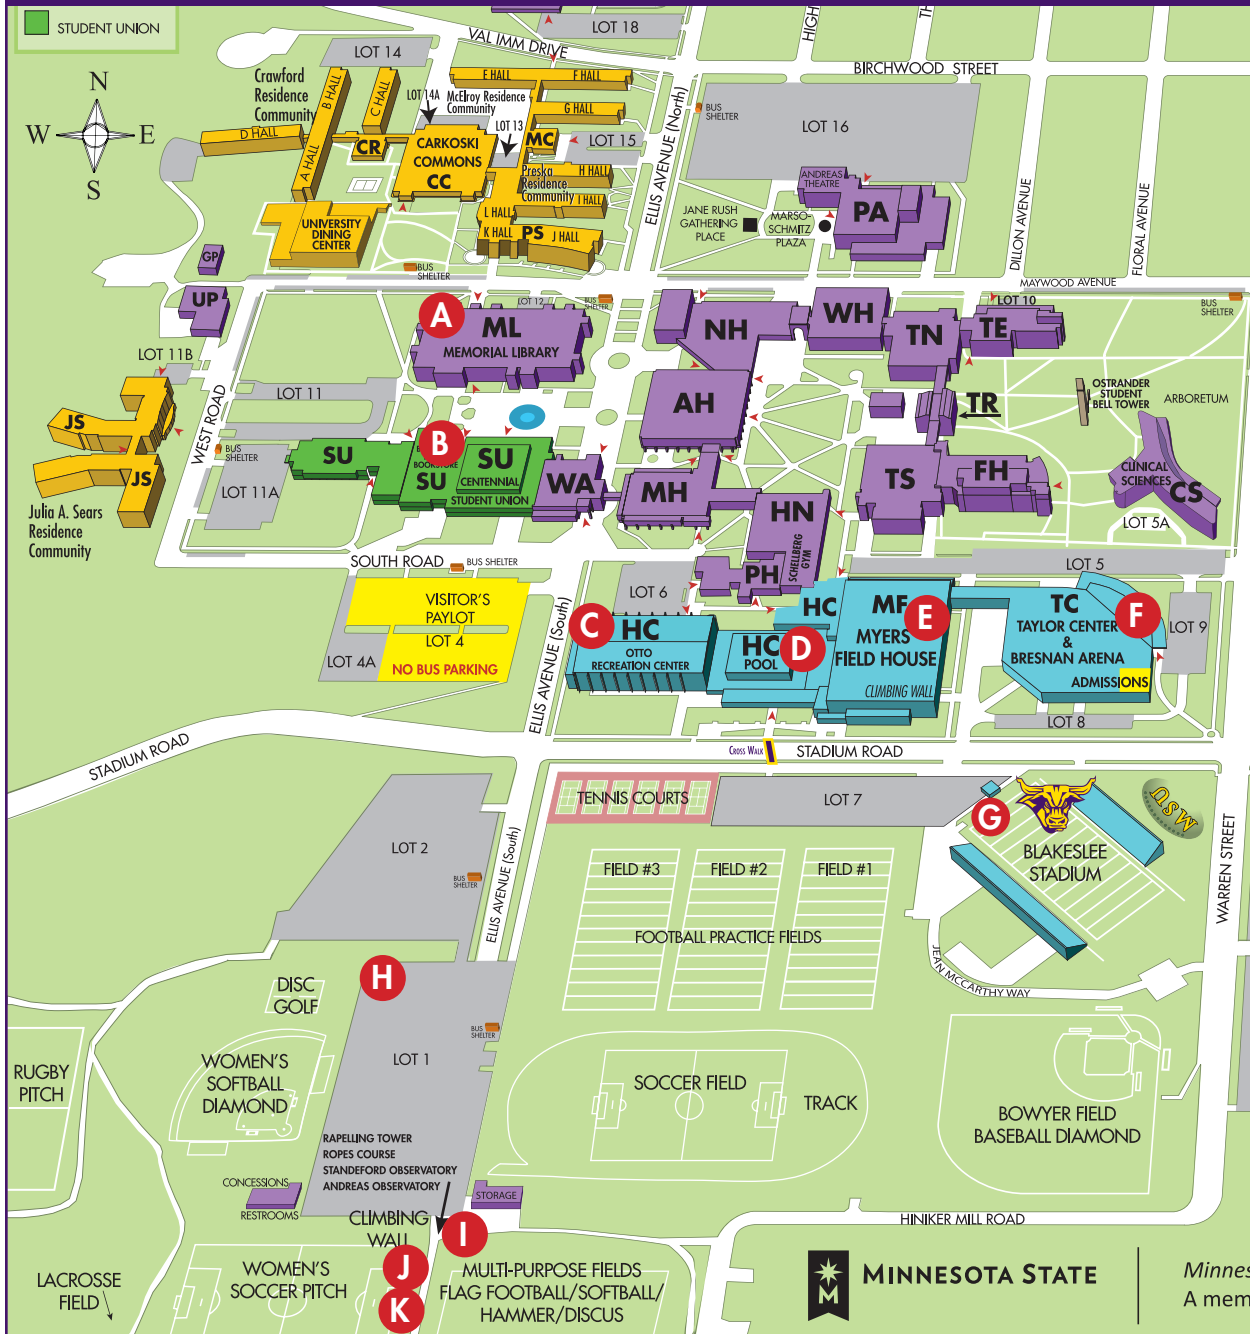 STUDENT UNION
LOT 18
HIGH
TH
VAL IMM DRIVE
LOT 14
BIRCHWOOD STREET
Crawford
Residence
Community
E HALL
F HALL
LOT 14A
McElroy Residence
Community
B HALL
C HALL
G HALL
BUS
SHELTER
ELLIS AVENUE (North)
LOT 16
LOT 13
N
W
E
S
D HALL
A HALL
CR
CARKOSKI
COMMONS
CC
MC
LOT 15
Preska
Residence
Community
H HALL
I HALL
L HALL
K HALL
PS
J HALL
ANDREAS
THEATRE
PA
JANE RUSH
GATHERING
PLACE
MARSO-
SCHMITZ
PLAZA
DILLON AVENUE
FLORAL AVENUE
UNIVERSITY
DINING
CENTER
GP
BUS
SHELTER
MAYWOOD AVENUE
UP
A
ML
MEMORIAL LIBRARY
LOT 12
BUS
SHELTER
NH
WH
TN
TE
LOT 10
BUS
SHELTER
LOT 11B
LOT 11
WEST ROAD
AH
TR
OSTRANDER
STUDENT
BELL TOWER
ARBORETUM
JS
JS
Julia A. Sears
Residence
Community
BUS
SHELTER
LOT 11A
SU
B
BOOKSTORE
SU
SU
CENTENNIAL
STUDENT UNION
WA
MH
HN
SCHELLBERG
GYM
TS
FH
CLINICAL
SCIENCES
CS
LOT 5A
SOUTH ROAD
BUS SHELTER
LOT 6
PH
LOT 5
VISITOR'S
PAYLOT
LOT 4
LOT 4A
NO BUS PARKING
ELLIS AVENUE (South)
C
HC
OTTO
RECREATION CENTER
HC
POOL
D
HC
MF
E
MYERS
FIELD HOUSE
CLIMBING WALL
TC
F
TAYLOR CENTER
&
BRESNAN ARENA
ADMISSIONS
LOT 9
LOT 8
STADIUM ROAD
CROSS WALK
STADIUM ROAD
TENNIS COURTS
LOT 7
G
MSU
BLAKESLEE
STADIUM
WARREN STREET
LOT 2
BUS
SHELTER
ELLIS AVENUE (South)
FIELD #3
FIELD #2
FIELD #1
FOOTBALL PRACTICE FIELDS
JEAN MCCARTHY WAY
H
DISC
GOLF
BUS
SHELTER
LOT 1
RUGBY
PITCH
WOMEN'S
SOFTBALL
DIAMOND
SOCCER FIELD
TRACK
BOWYER FIELD
BASEBALL DIAMOND
RAPELLING TOWER
ROPES COURSE
STANDEFORD OBSERVATORY
ANDREAS OBSERVATORY
CONCESSIONS
RESTROOMS
STORAGE
CLIMBING
WALL
I
HINIKER MILL ROAD
J
K
LACROSSE
FIELD
WOMEN'S
SOCCER PITCH
MULTI-PURPOSE FIELDS
FLAG FOOTBALL/SOFTBALL/
HAMMER/DISCUS
M
MINNESOTA STATE
Minnes
A mem